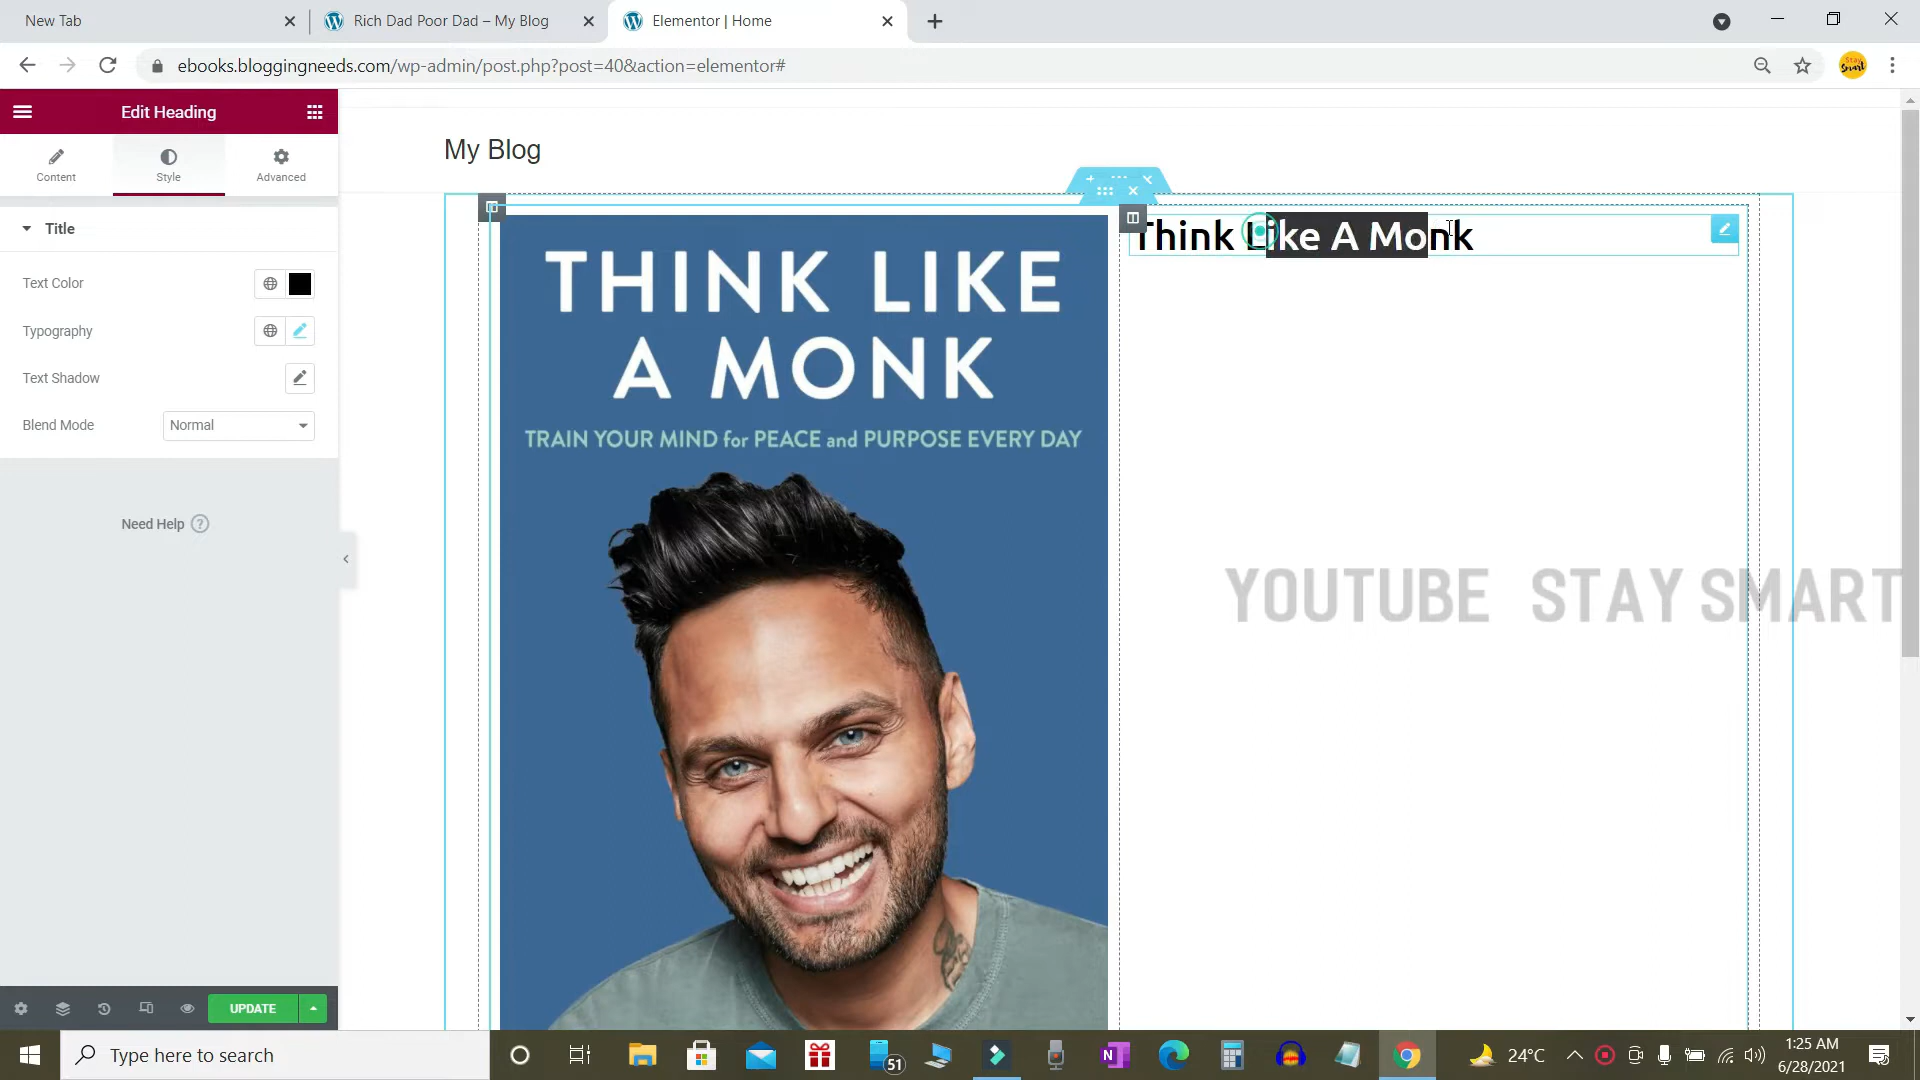 New Tab
Rich Dad Poor Dad – My Blog
Elementor | Home
ebooks.bloggingneeds.com/wp-admin/post.php?post=40&action=elementor#
Stay Smart
Edit Heading
Content
Style
Advanced
Title
Text Color
Typography
Text Shadow
Blend Mode
Normal
Need Help ?
UPDATE
My Blog
THINK LIKE
A MONK
TRAIN YOUR MIND for PEACE and PURPOSE EVERY DAY
Think Like A Monk
YOUTUBE STAY SMART
Type here to search
51
N
24°C
1:25 AM
6/28/2021